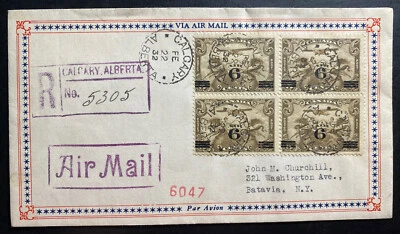 VIA AIR MAIL
CALGARY
FE 22
32
ALBERTA
6 6
6 6
R
CALGARY, ALBERTA.
No. 5305
Air Mail
6047
John M. Churchill,
321 Washington Ave.,
Batavia, N.Y.
Par Avion